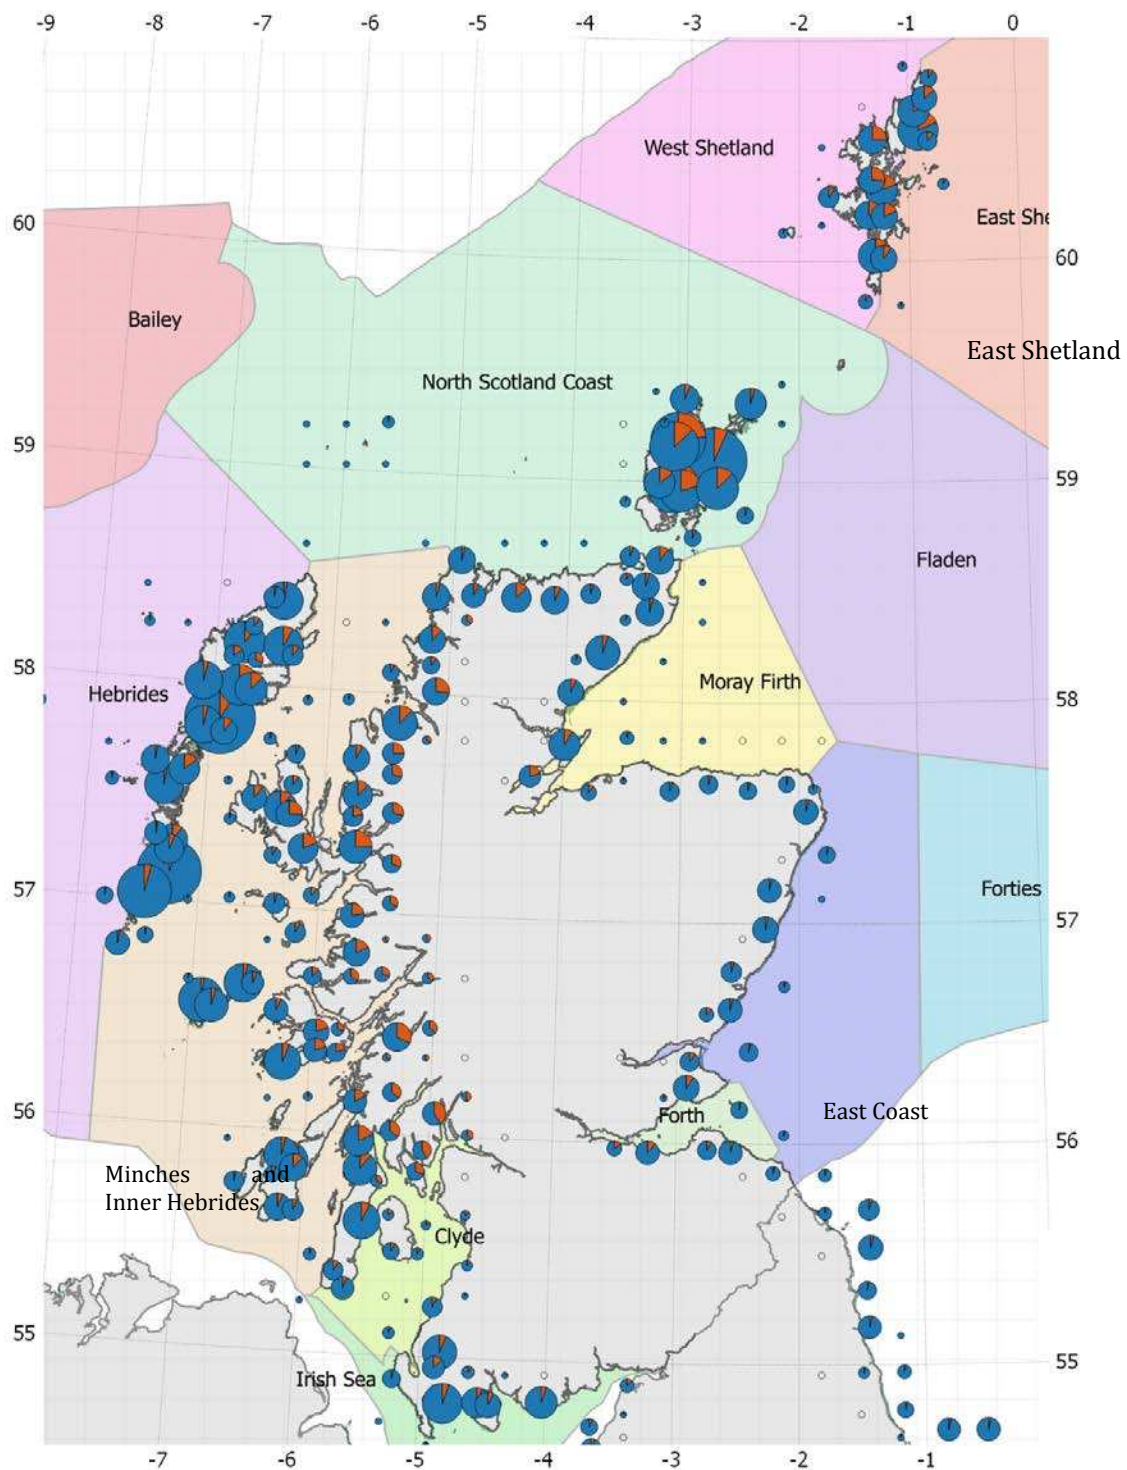 -9 -8 -7 -6 -5 -4 -3 -2 -1 0
West Shetland
60
East She
60
Bailey
East Shetland
North Scotland Coast
59
59
Fladen
58
Hebrides
Moray Firth
58
57
Forties
57
56
Forth
East Coast
56
Minches and
Inner Hebrides
Clyde
55
55
Irish Sea
-7 -6 -5 -4 -3 -2 -1